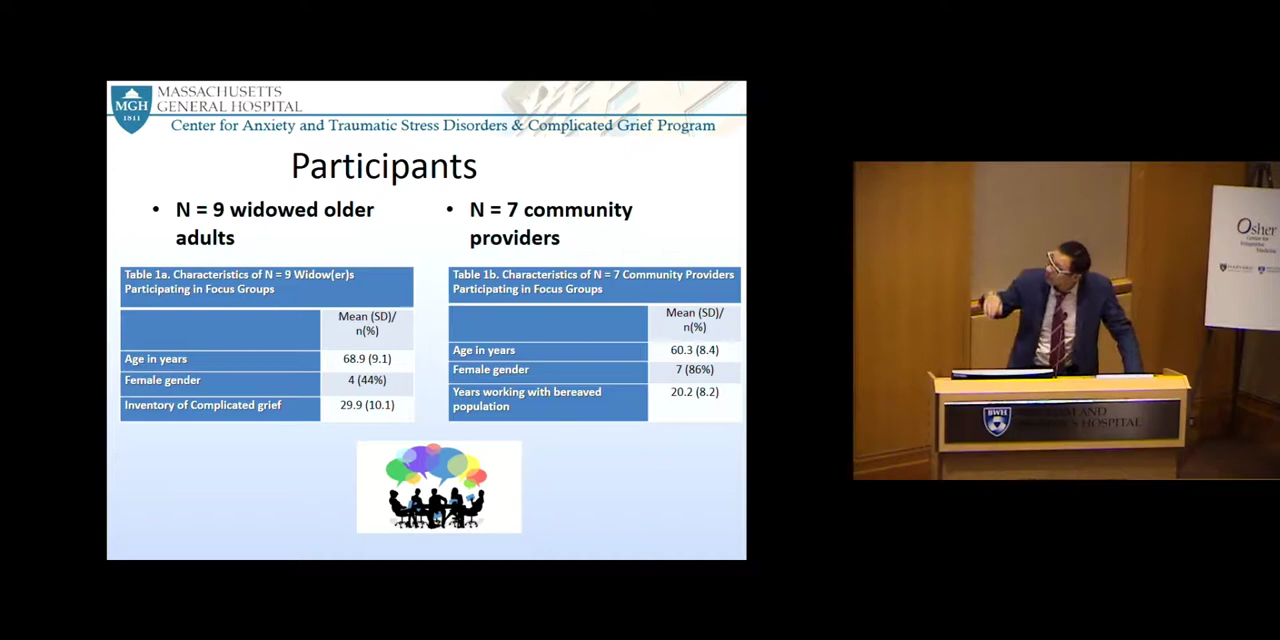 MASSACHUSETTS
GENERAL HOSPITAL
MGH
1811
Center for Anxiety and Traumatic Stress Disorders & Complicated Grief Program
Participants
• N = 9 widowed older
adults
• N = 7 community
providers
Table 1a. Characteristics of N = 9 Widow(er)s
Participating in Focus Groups
Mean (SD)/
n(%)
Age in years 68.9 (9.1)
Female gender 4 (44%)
Inventory of Complicated grief 29.9 (10.1)
Table 1b. Characteristics of N = 7 Community Providers
Participating in Focus Groups
Mean (SD)/
n(%)
Age in years 60.3 (8.4)
Female gender 7 (86%)
Years working with bereaved 20.2 (8.2)
population
Osher
Center for
Integrative Medicine
HARVARD
BWH
AND
HOSPITAL